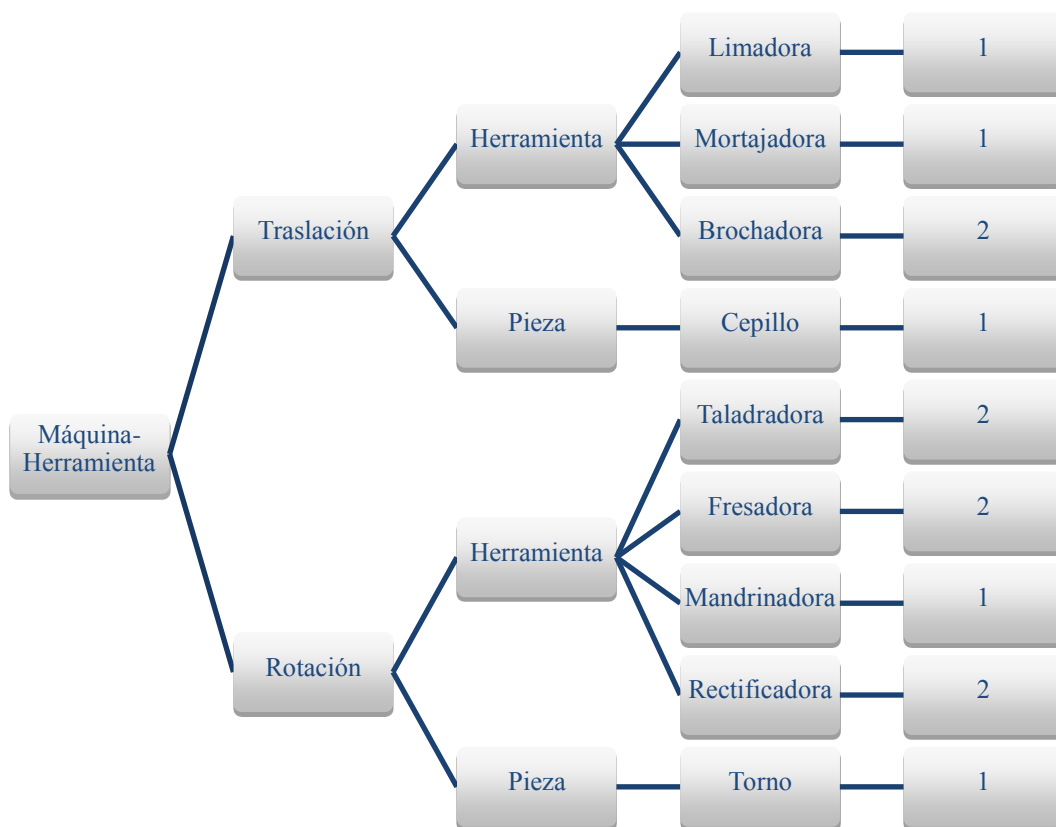 Limadora
1
Herramienta
Mortajadora
1
Traslación
Brochadora
2
Pieza
Cepillo
1
Máquina-
Herramienta
Taladradora
2
Fresadora
2
Herramienta
Mandrinadora
1
Rotación
Rectificadora
2
Pieza
Torno
1